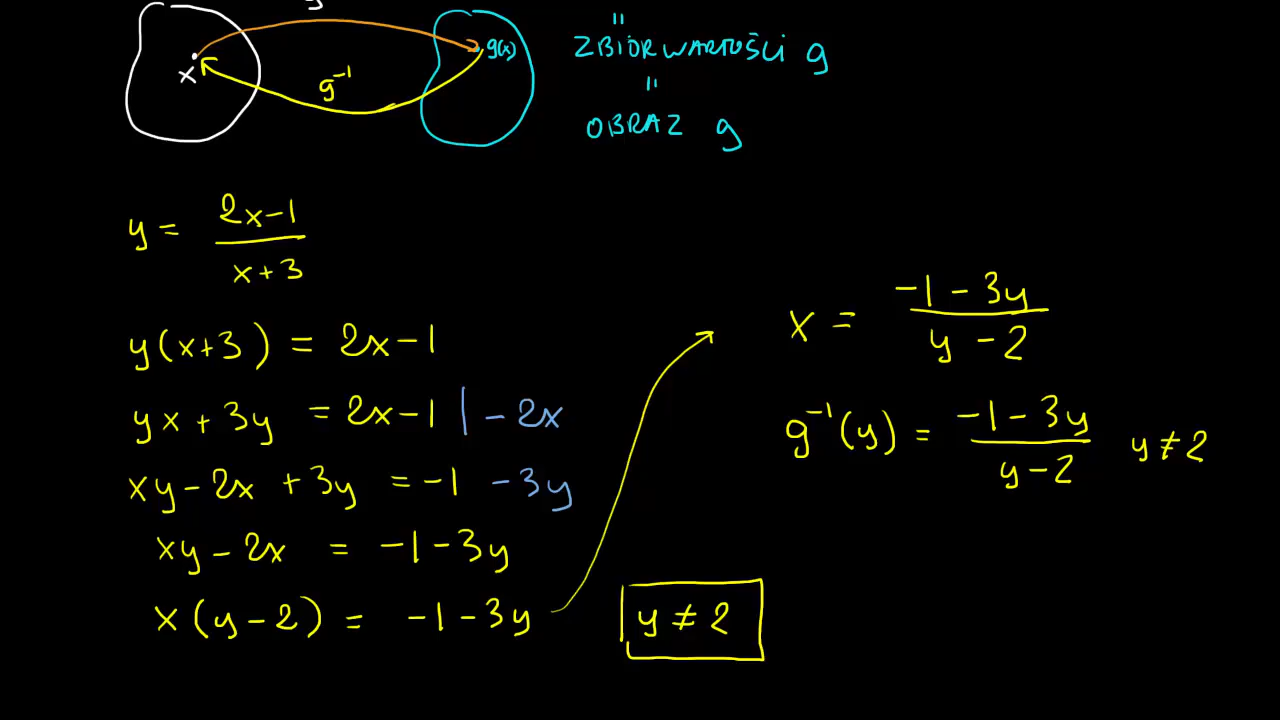 x g⁻¹ g(x)
"
ZBIÓR WARTOŚCI g
"
OBRAZ g
y = (2x-1)/(x+3)
y(x+3) = 2x-1
yx + 3y = 2x-1 | -2x
xy - 2x + 3y = -1 -3y
xy - 2x = -1 - 3y
x(y-2) = -1 - 3y
y ≠ 2
x = (-1 - 3y)/(y - 2)
g⁻¹(y) = (-1 - 3y)/(y - 2) y ≠ 2